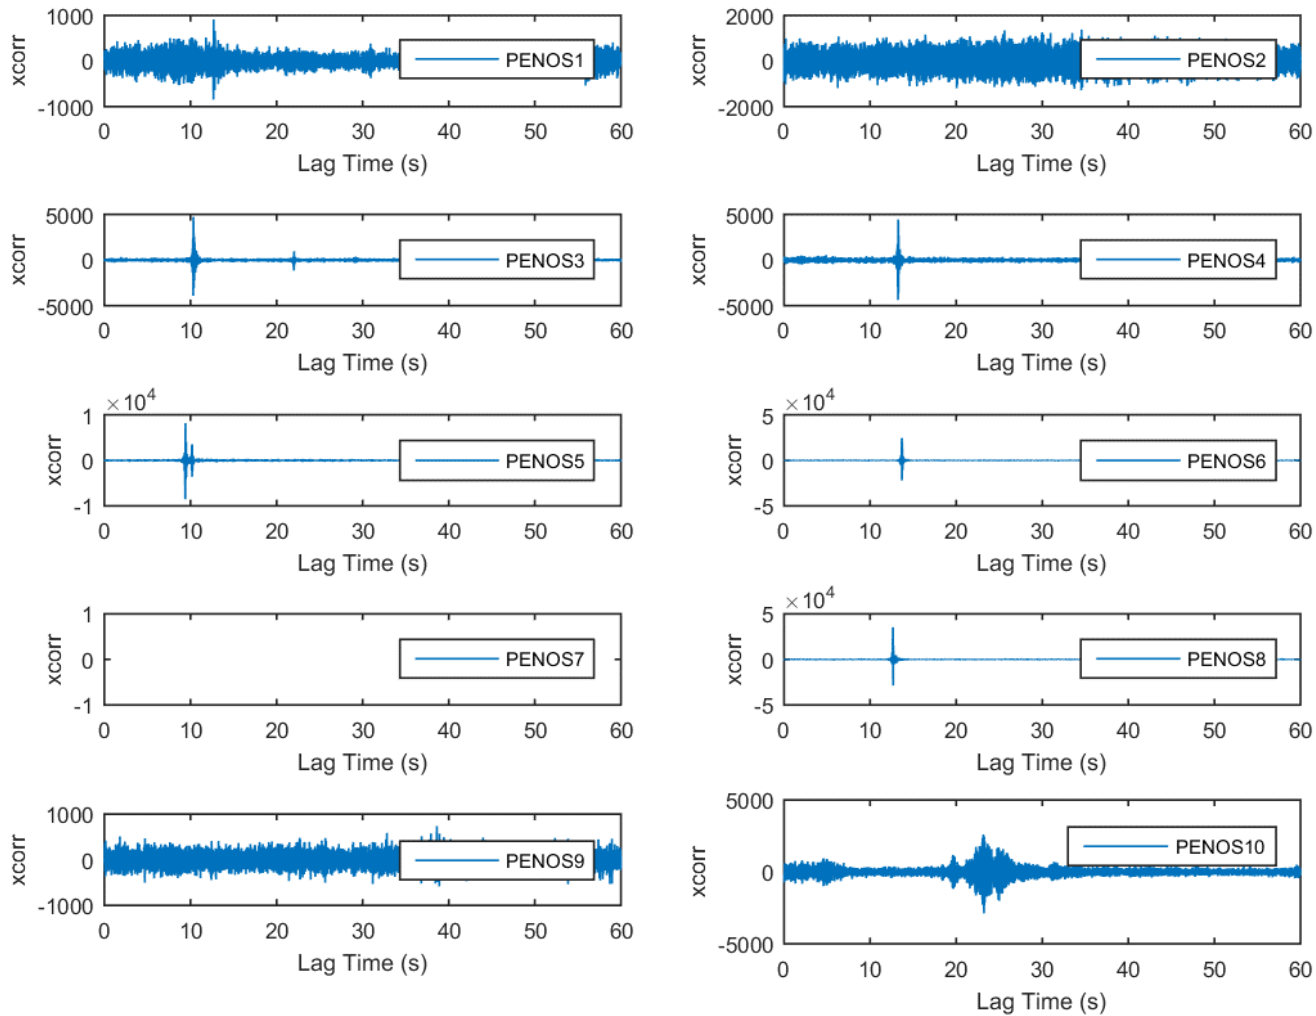 1000
0
-1000
xcorr
PENOS1
0 10 20 30 40 50 60
Lag Time (s)
2000
0
-2000
xcorr
PENOS2
0 10 20 30 40 50 60
Lag Time (s)
5000
0
-5000
xcorr
PENOS3
0 10 20 30 40 50 60
Lag Time (s)
5000
0
-5000
xcorr
PENOS4
0 10 20 30 40 50 60
Lag Time (s)
×10⁴
1
0
-1
xcorr
PENOS5
0 10 20 30 40 50 60
Lag Time (s)
×10⁴
5
0
-5
xcorr
PENOS6
0 10 20 30 40 50 60
Lag Time (s)
1
0
-1
xcorr
PENOS7
0 10 20 30 40 50 60
Lag Time (s)
×10⁴
5
0
-5
xcorr
PENOS8
0 10 20 30 40 50 60
Lag Time (s)
1000
0
-1000
xcorr
PENOS9
0 10 20 30 40 50 60
Lag Time (s)
5000
0
-5000
xcorr
PENOS10
0 10 20 30 40 50 60
Lag Time (s)